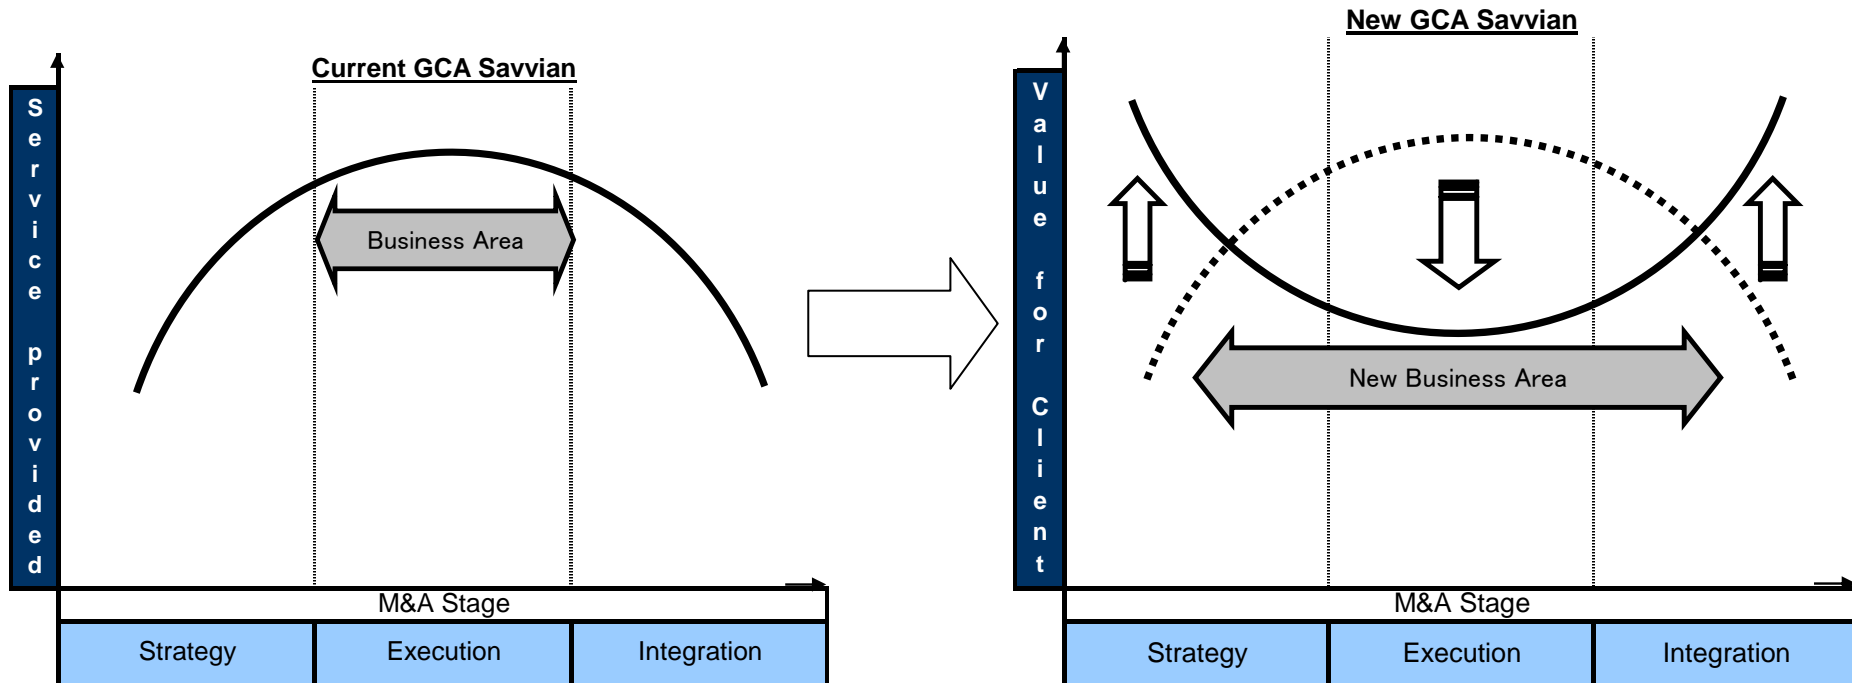 Current GCA Savvian
Service provided
Business Area
M&A Stage
Strategy
Execution
Integration
New GCA Savvian
Value for Client
New Business Area
M&A Stage
Strategy
Execution
Integration